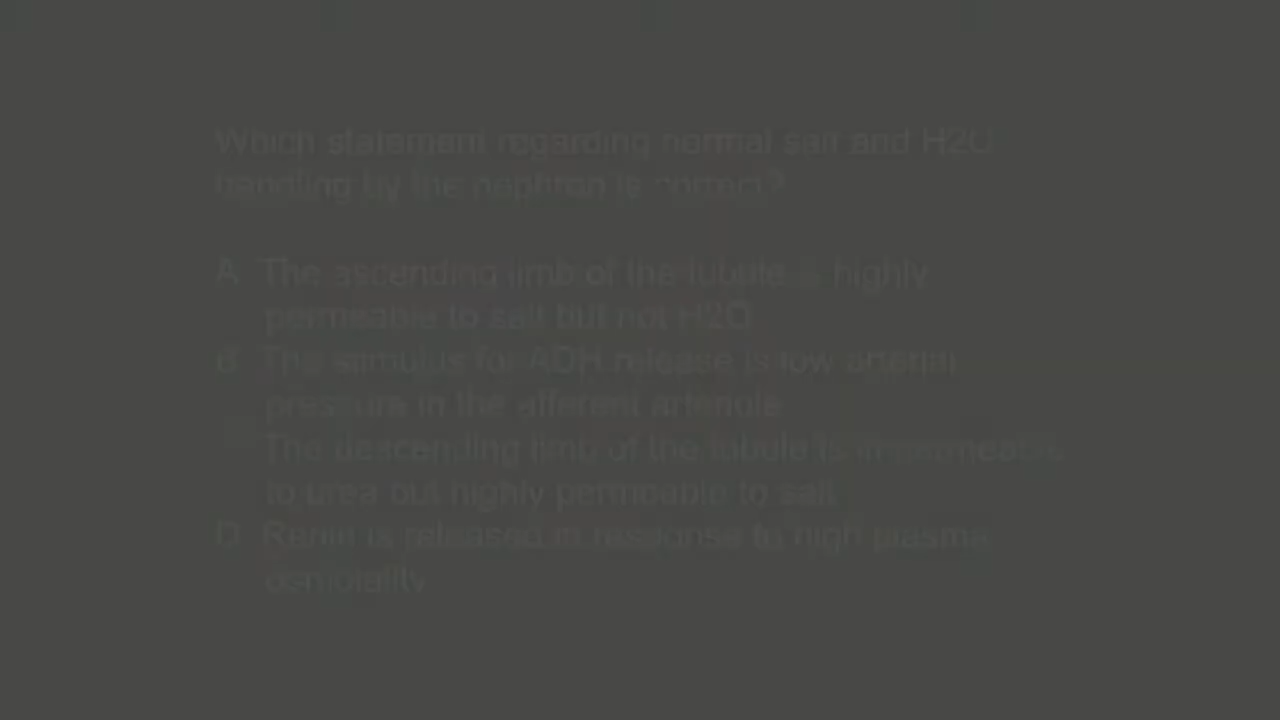 Which statement regarding normal salt and H2O
handling by the nephron is correct?
A The ascending limb of the tubule is highly
permeable to salt but not H2O
B The stimulus for ADH release is low arterial
pressure in the afferent arteriole
The descending limb of the tubule is impermeable
to urea but highly permeable to salt
D Renin is released in response to high plasma
osmolality